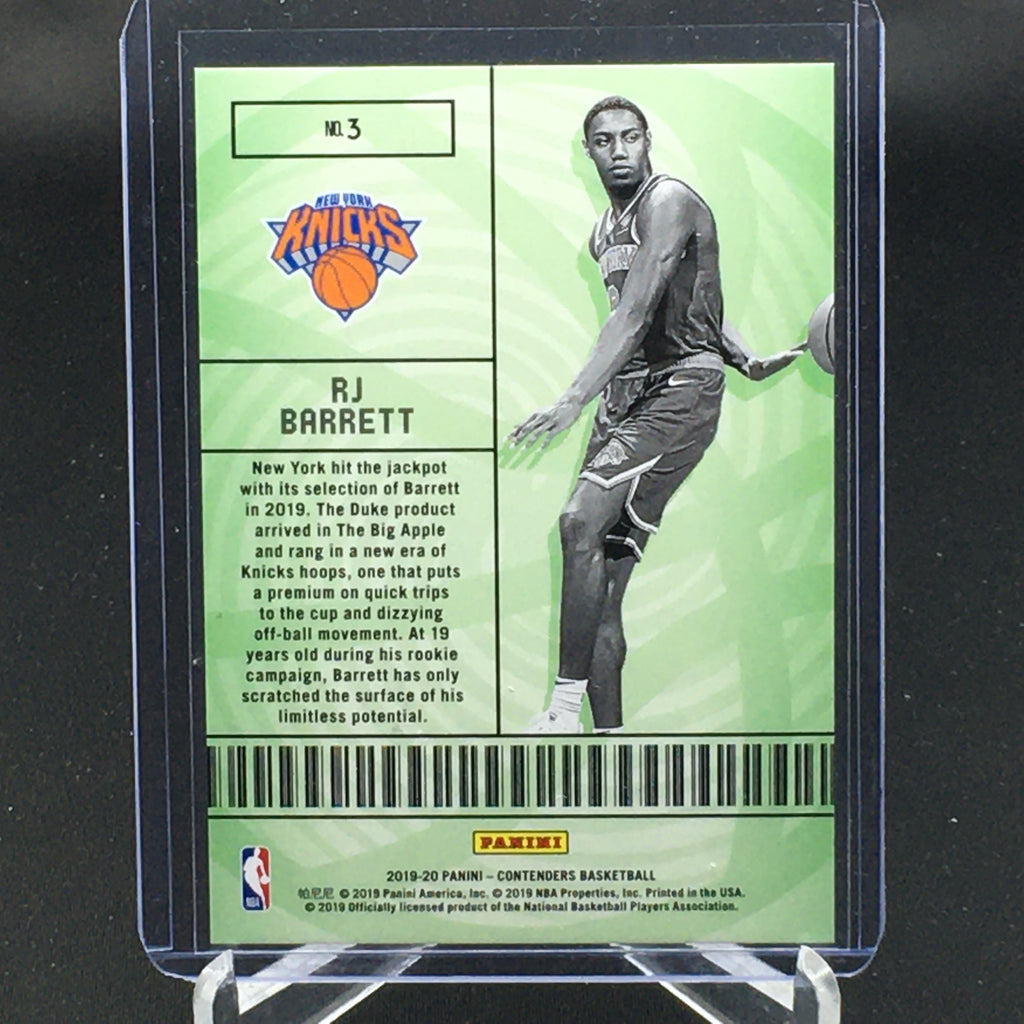 NO. 3
NEW YORK
KNICKS
RJ
BARRETT
New York hit the jackpot
with its selection of Barrett
in 2019. The Duke product
arrived in The Big Apple
and rang in a new era of
Knicks hoops, one that puts
a premium on quick trips
to the cup and dizzying
off-ball movement. At 19
years old during his rookie
campaign, Barrett has only
scratched the surface of his
limitless potential.
PANINI
2019-20 PANINI – CONTENDERS BASKETBALL
帕尼尼 © 2019 Panini America, Inc. © 2019 NBA Properties, Inc. Printed in the USA.
© 2019 Officially licensed product of the National Basketball Players Association.
NBA